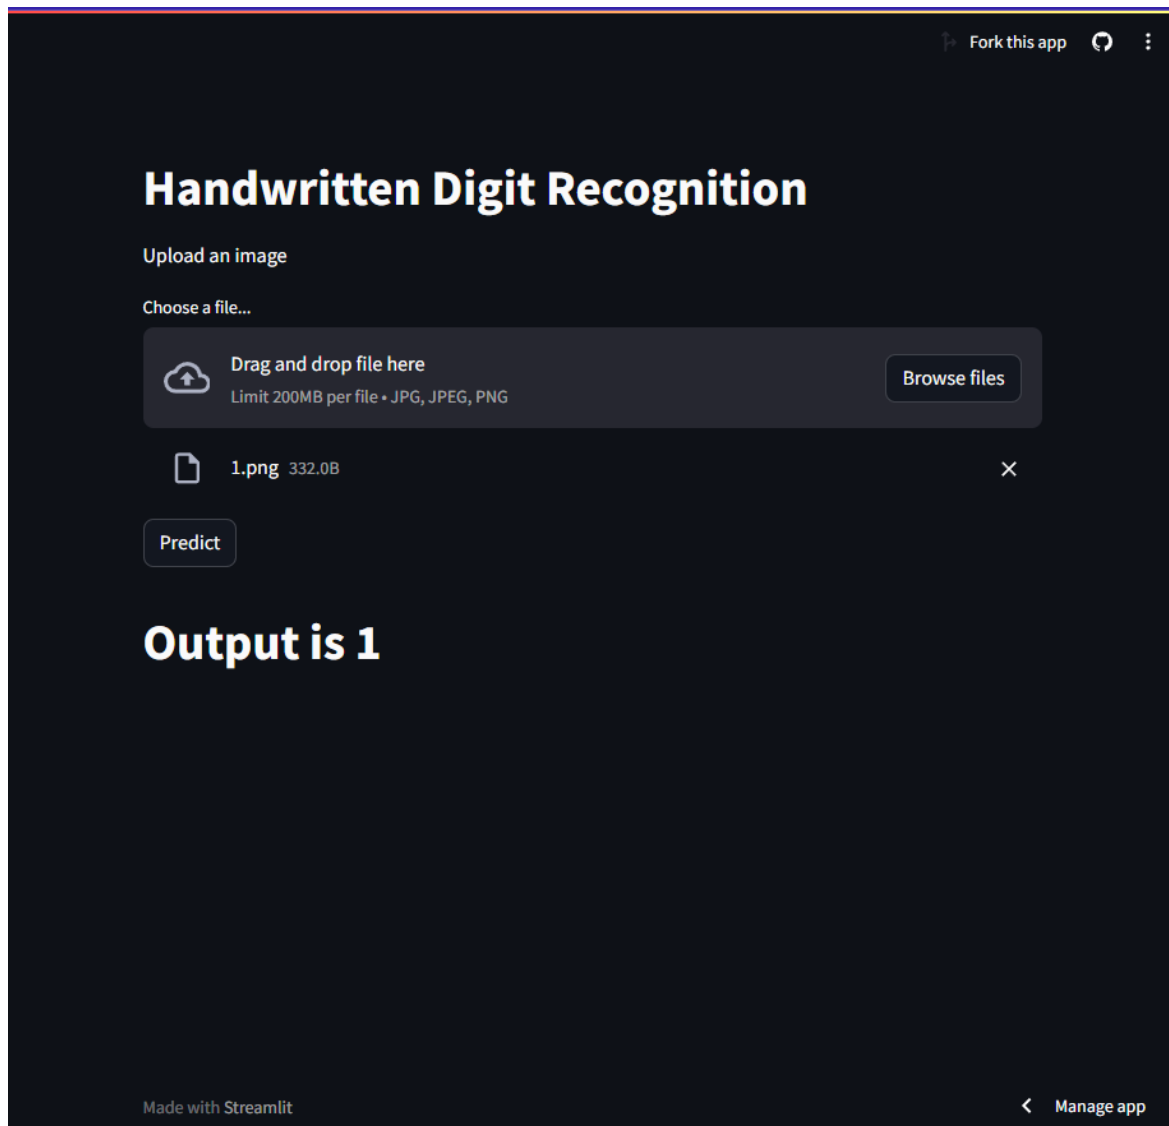 Fork this app
Handwritten Digit Recognition
Upload an image
Choose a file...
Drag and drop file here
Limit 200MB per file • JPG, JPEG, PNG
Browse files
1.png 332.0B
Predict
Output is 1
Made with Streamlit
Manage app